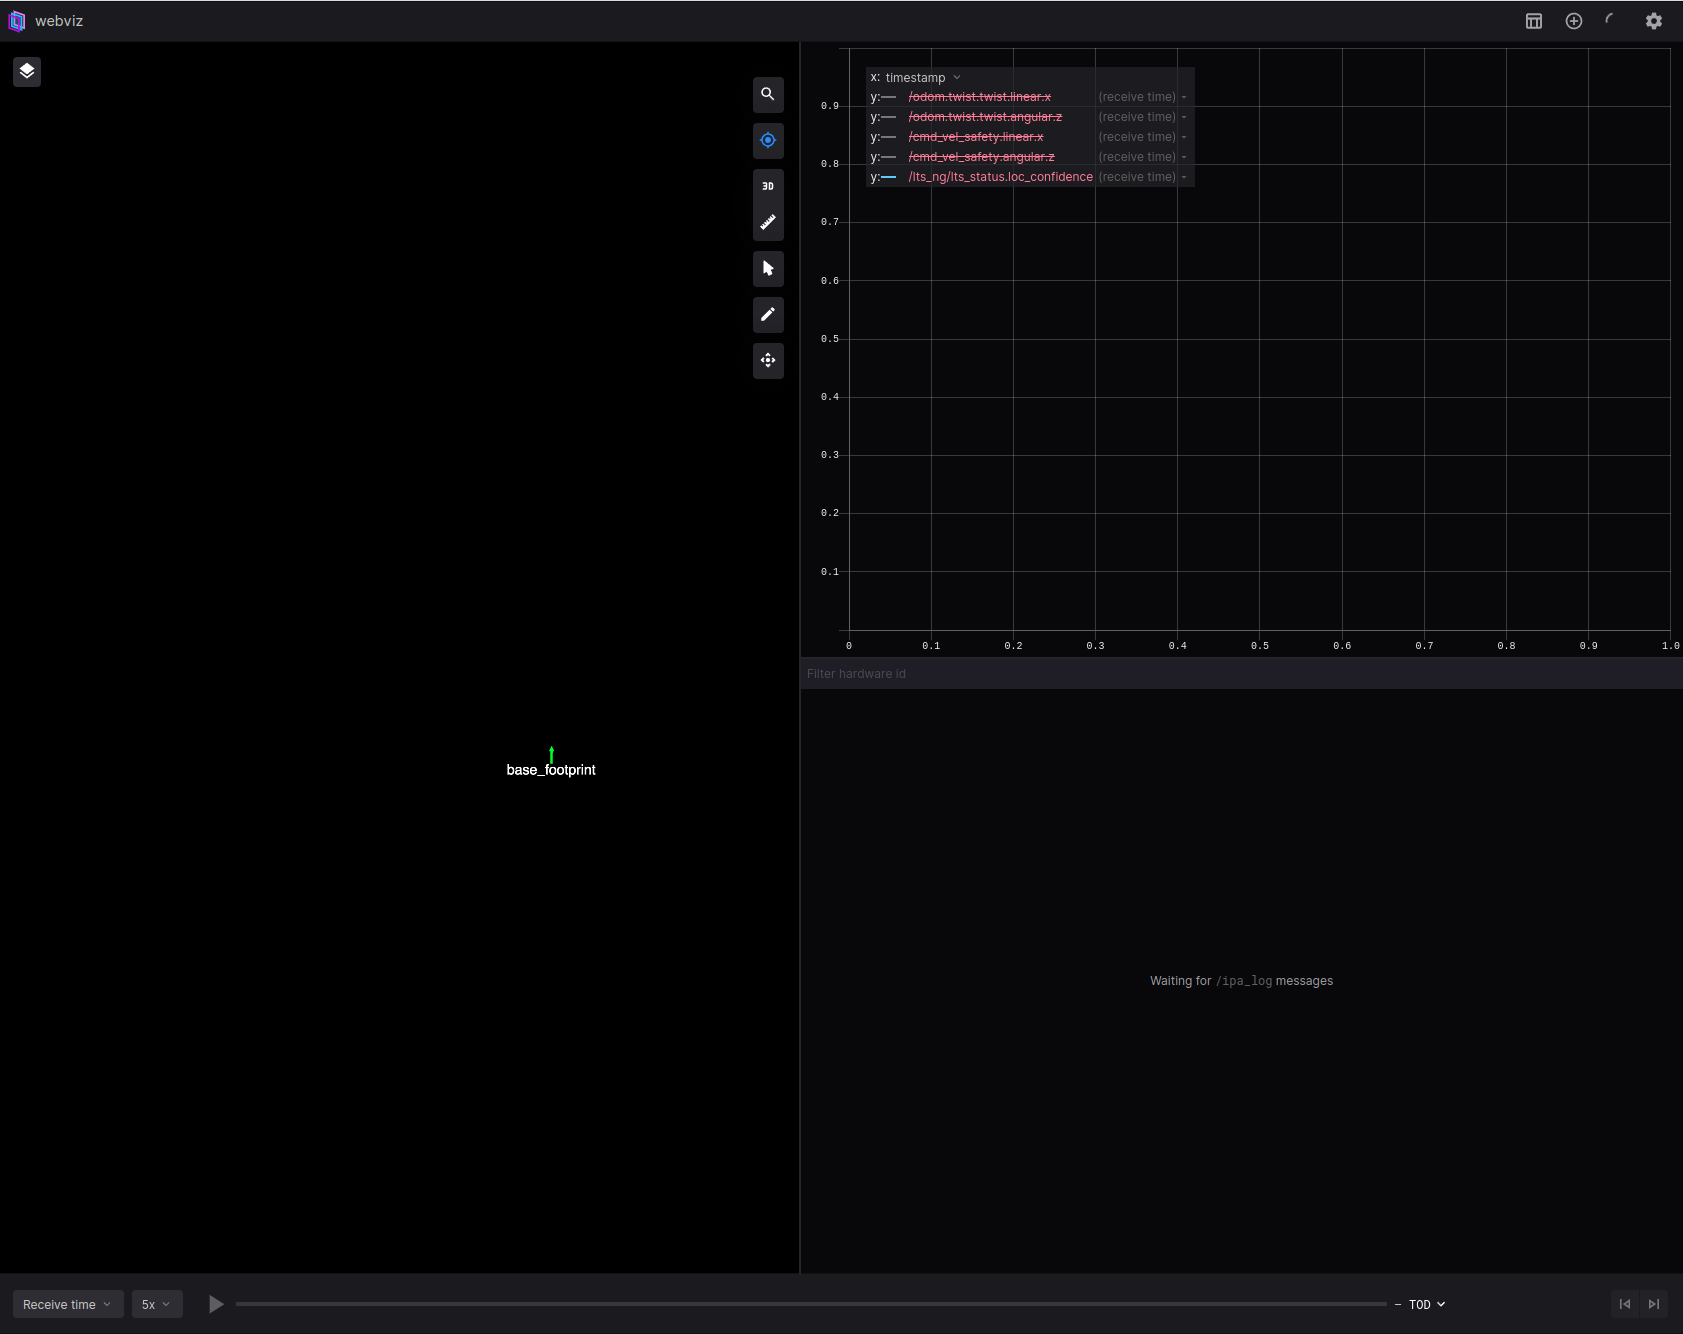 webviz
3D
x: timestamp
y: /odom.twist.twist.linear.x (receive time)
y: /odom.twist.twist.angular.z (receive time)
y: /cmd_vel_safety.linear.x (receive time)
y: /cmd_vel_safety.angular.z (receive time)
y: /lts_ng/lts_status.loc_confidence (receive time)
0.9
0.8
0.7
0.6
0.5
0.4
0.3
0.2
0.1
0 0.1 0.2 0.3 0.4 0.5 0.6 0.7 0.8 0.9 1.0
Filter hardware id
base_footprint
Waiting for /ipa_log messages
Receive time 5x – TOD